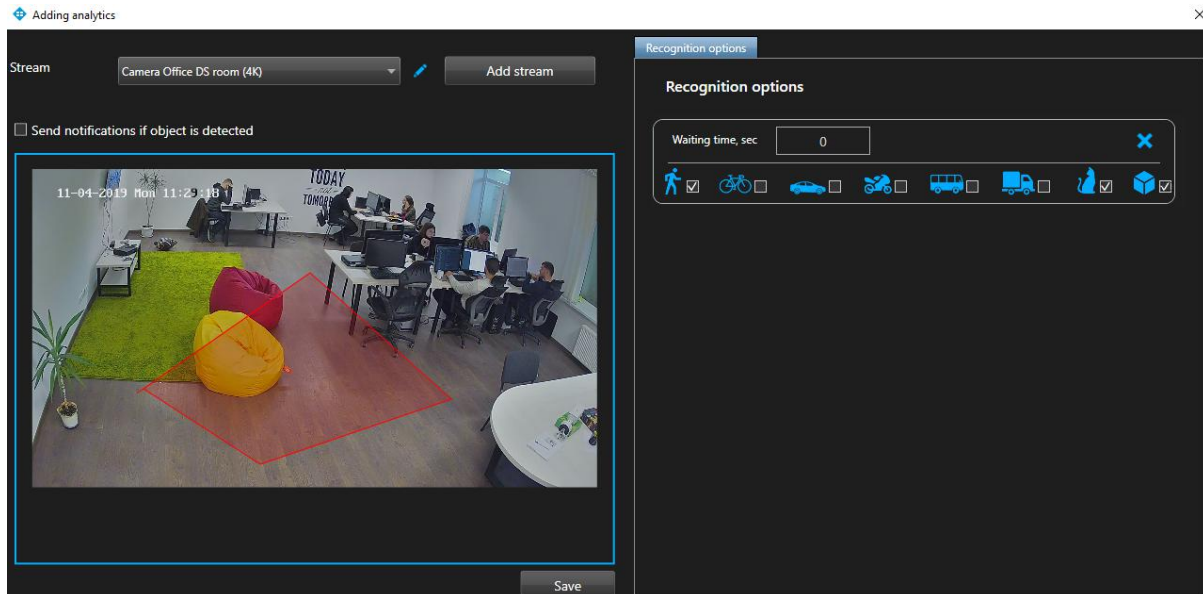 Adding analytics
Stream
Camera Office DS room (4K)
Add stream
Send notifications if object is detected
11-04-2019 Mon 11:29:18
TODAY
Save
Recognition options
Recognition options
Waiting time, sec
0